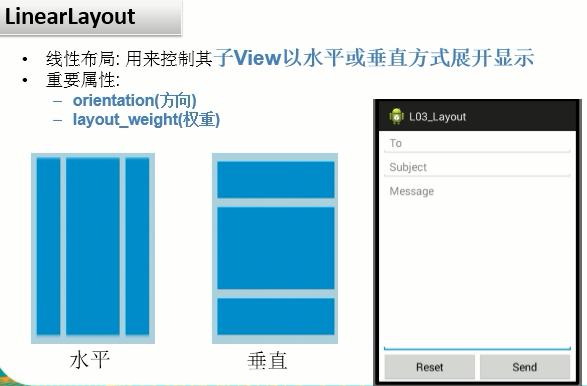 LinearLayout
• 线性布局: 用来控制其子View以水平或垂直方式展开显示
• 重要属性:
– orientation(方向)
– layout_weight(权重)
水平
垂直
L03_Layout
To
Subject
Message
Reset
Send